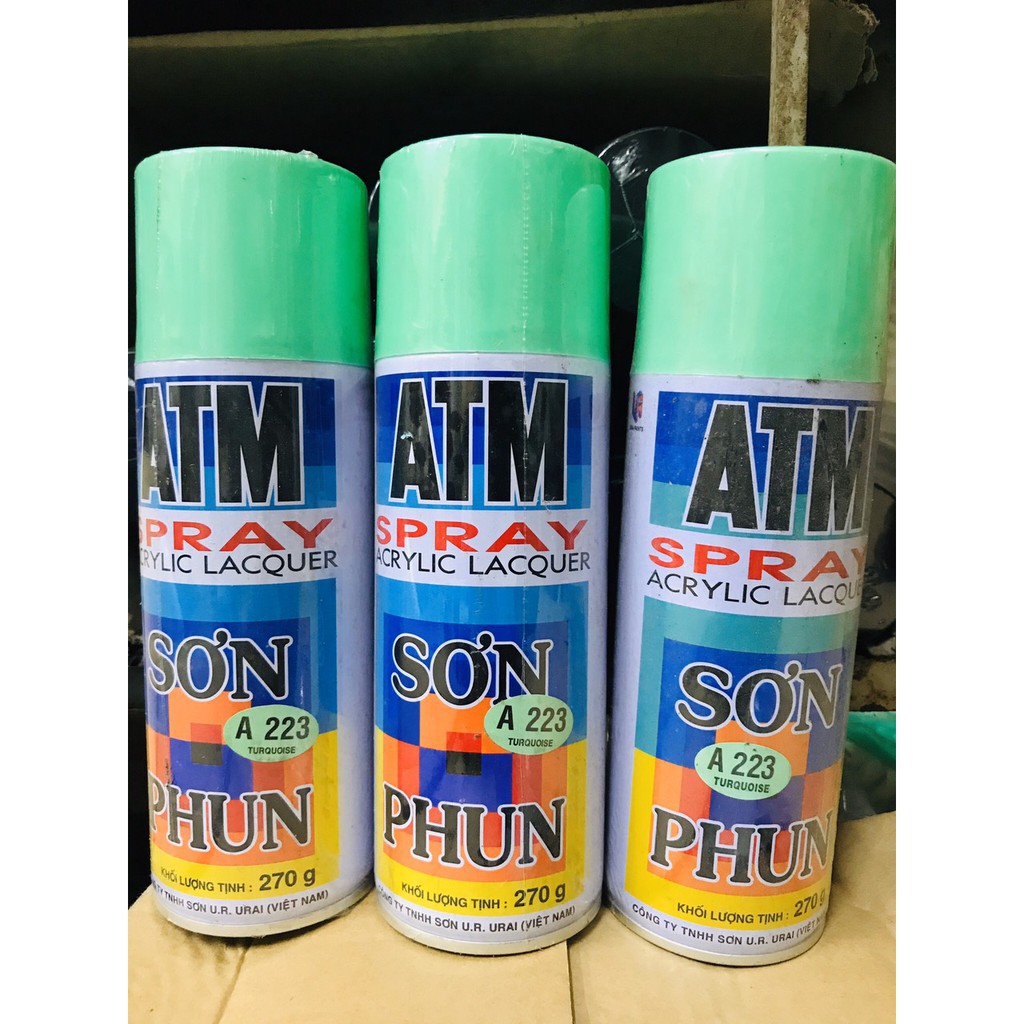 ATM
SPRAY
ACRYLIC LACQUER
SƠN
A 223
TURQUOISE
PHUN
KHỐI LƯỢNG TỊNH : 270 g
CÔNG TY TNHH SƠN U.R. URAI (VIỆT NAM)
ATM
SPRAY
ACRYLIC LACQUER
SƠN
A 223
TURQUOISE
PHUN
KHỐI LƯỢNG TỊNH : 270 g
CÔNG TY TNHH SƠN U.R. URAI (VIỆT NAM)
ATM
SPRAY
ACRYLIC LACQUE
SƠN
A 223
TURQUOISE
PHUN
KHỐI LƯỢNG TỊNH : 270 g
CÔNG TY TNHH SƠN U.R. URAI (VIỆT NAM)